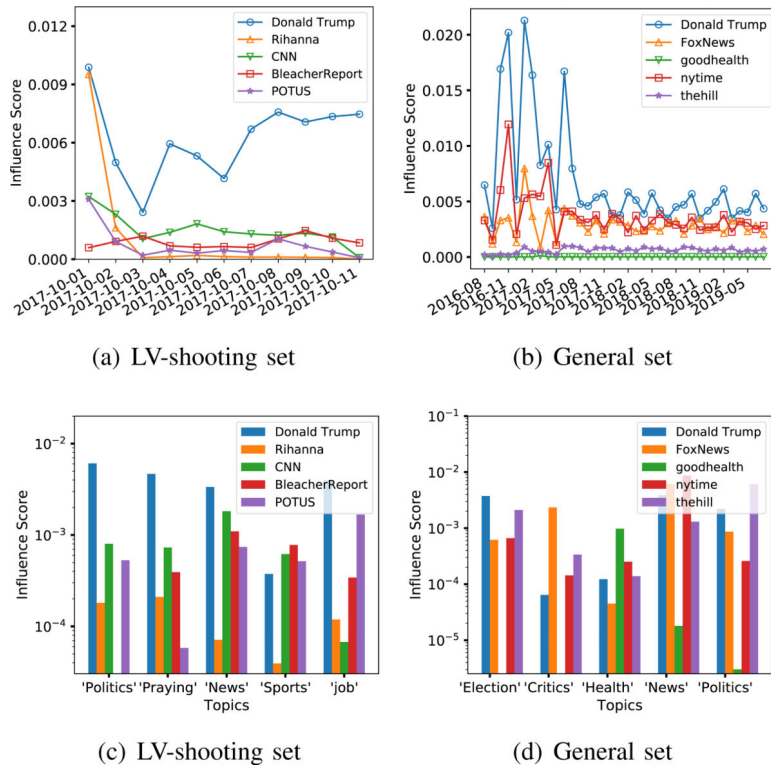 Donald Trump
Rihanna
CNN
BleacherReport
POTUS
Influence Score
0.012
0.009
0.006
0.003
0.000
2017-10-01
2017-10-02
2017-10-03
2017-10-04
2017-10-05
2017-10-06
2017-10-07
2017-10-08
2017-10-09
2017-10-10
2017-10-11
(a) LV-shooting set
Donald Trump
FoxNews
goodhealth
nytime
thehill
Influence Score
0.020
0.015
0.010
0.005
0.000
2016-08
2016-11
2017-02
2017-05
2017-08
2017-11
2018-02
2018-05
2018-08
2018-11
2019-02
2019-05
(b) General set
Donald Trump
Rihanna
CNN
BleacherReport
POTUS
Influence Score
10⁻²
10⁻³
10⁻⁴
'Politics' 'Praying' 'News' 'Sports' 'job'
Topics
(c) LV-shooting set
Donald Trump
FoxNews
goodhealth
nytime
thehill
Influence Score
10⁻¹
10⁻²
10⁻³
10⁻⁴
10⁻⁵
'Election' 'Critics' 'Health' 'News' 'Politics'
Topics
(d) General set